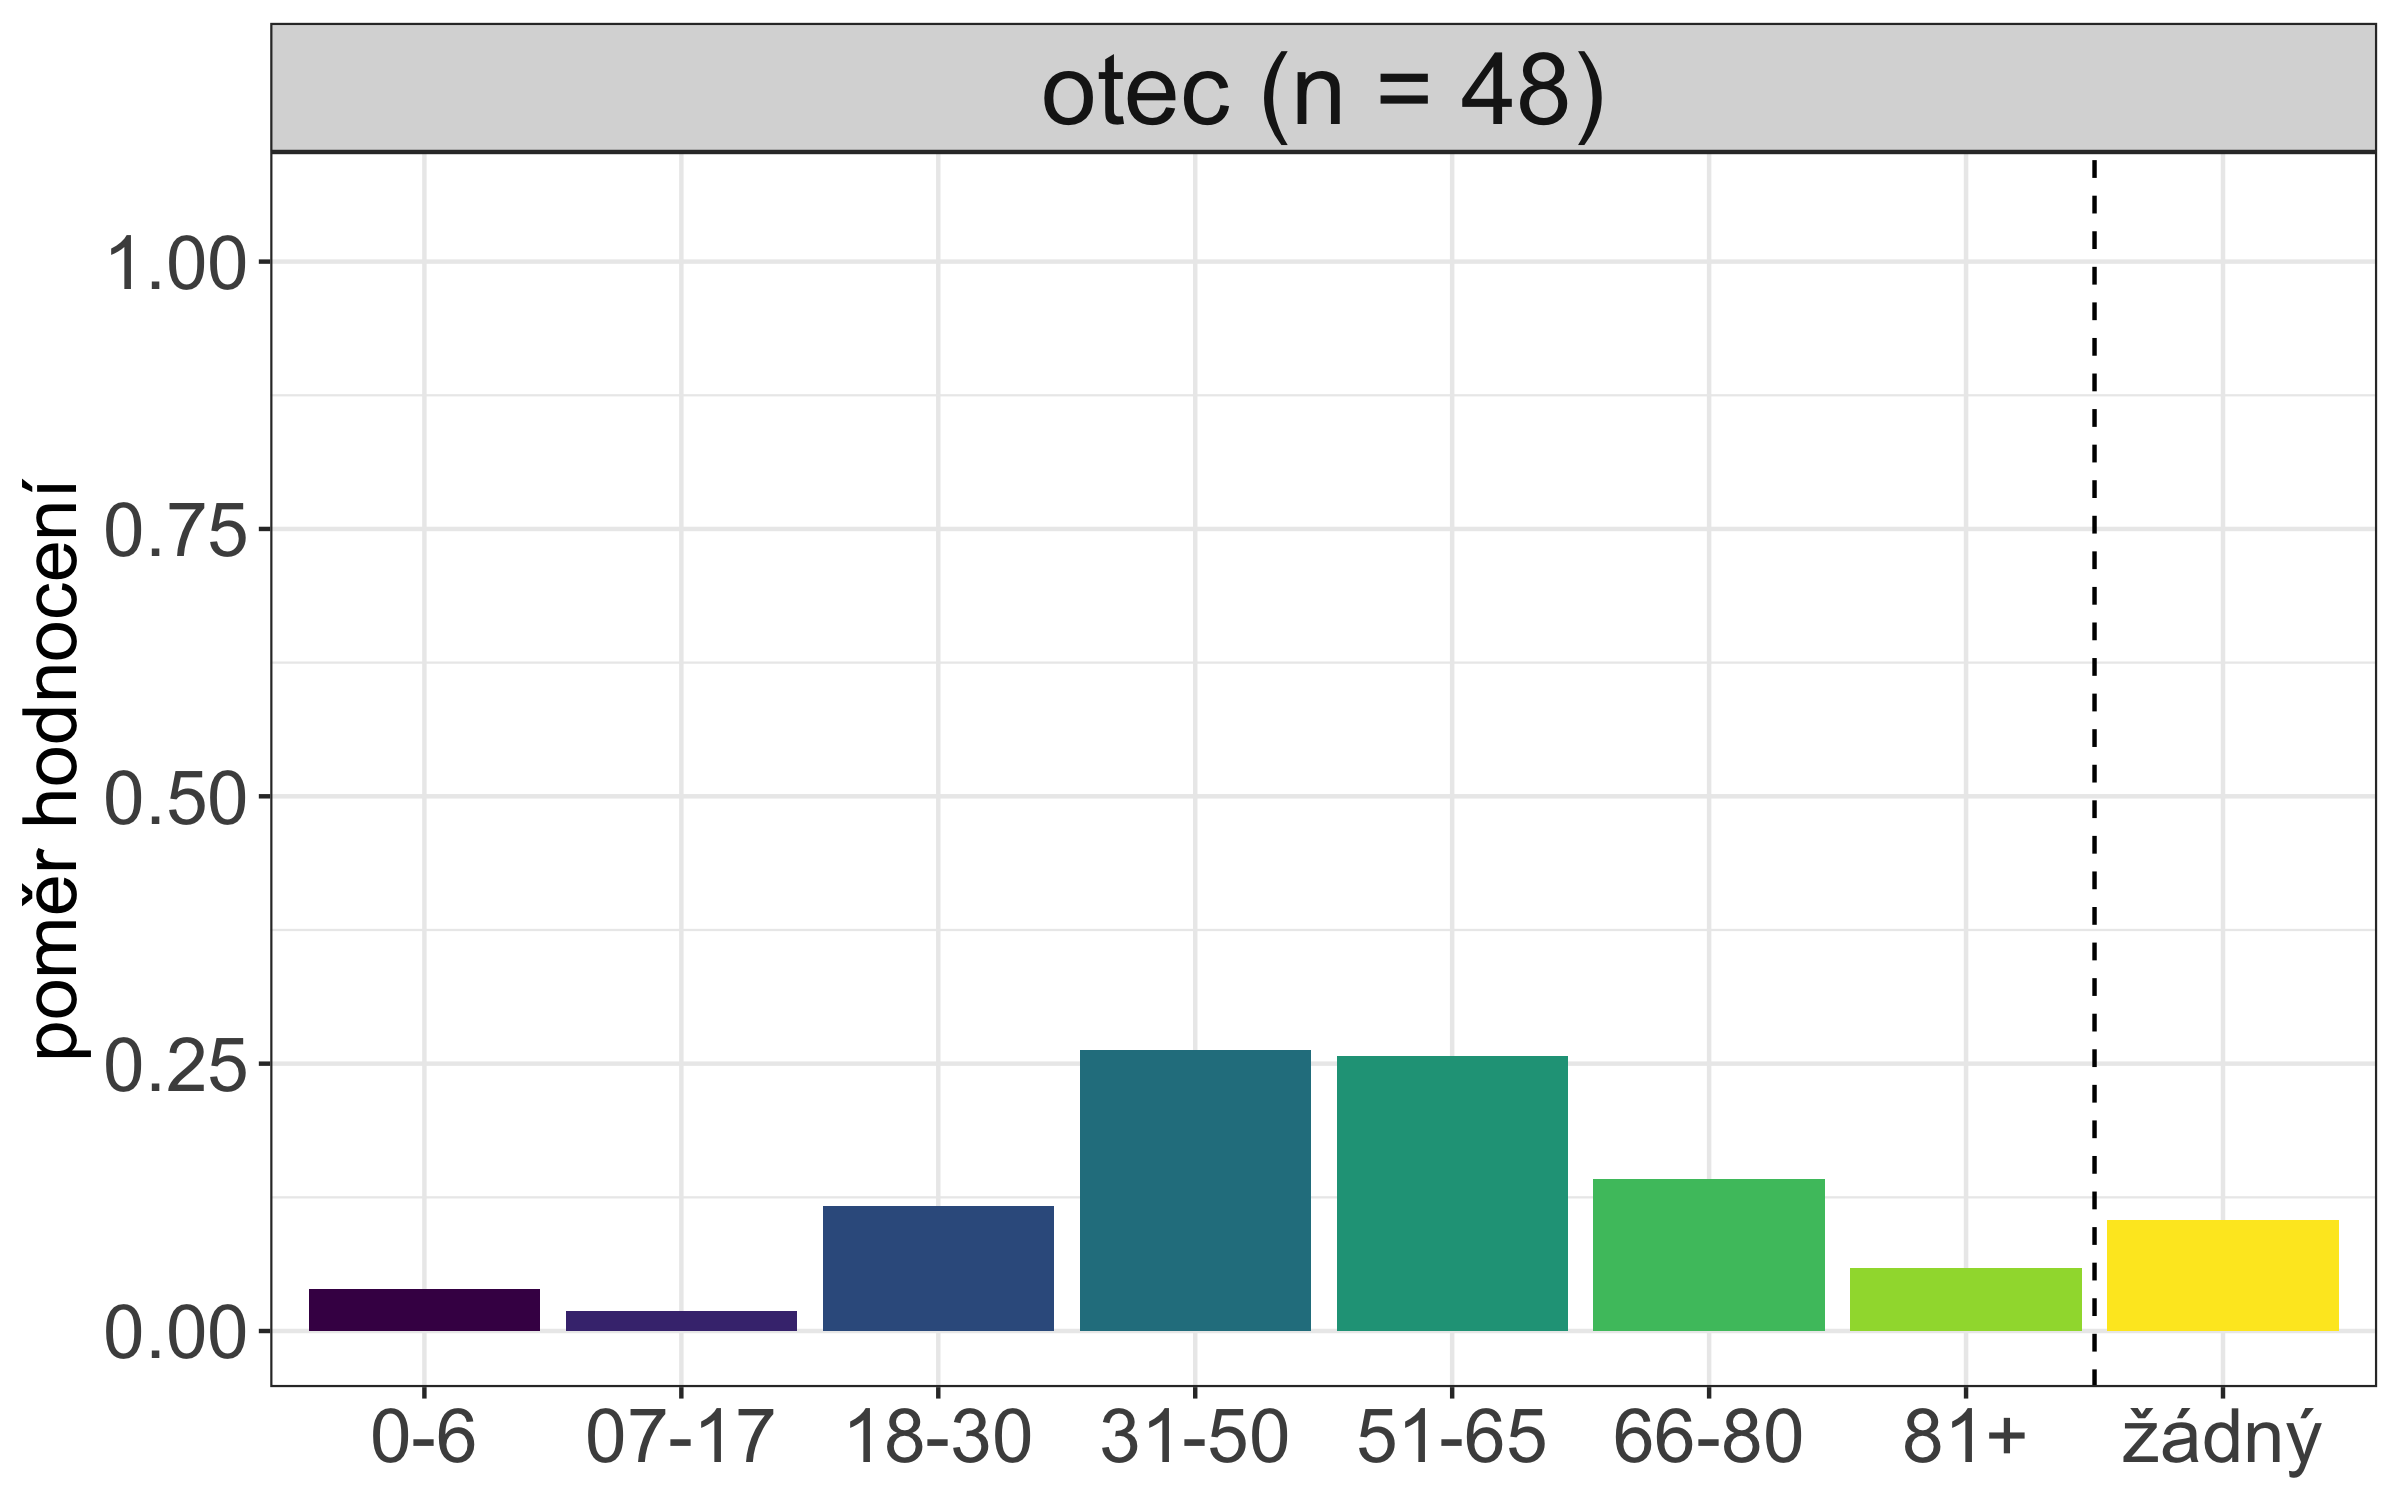 otec (n = 48)
poměr hodnocení
1.00
0.75
0.50
0.25
0.00
0-6 07-17 18-30 31-50 51-65 66-80 81+ žádný